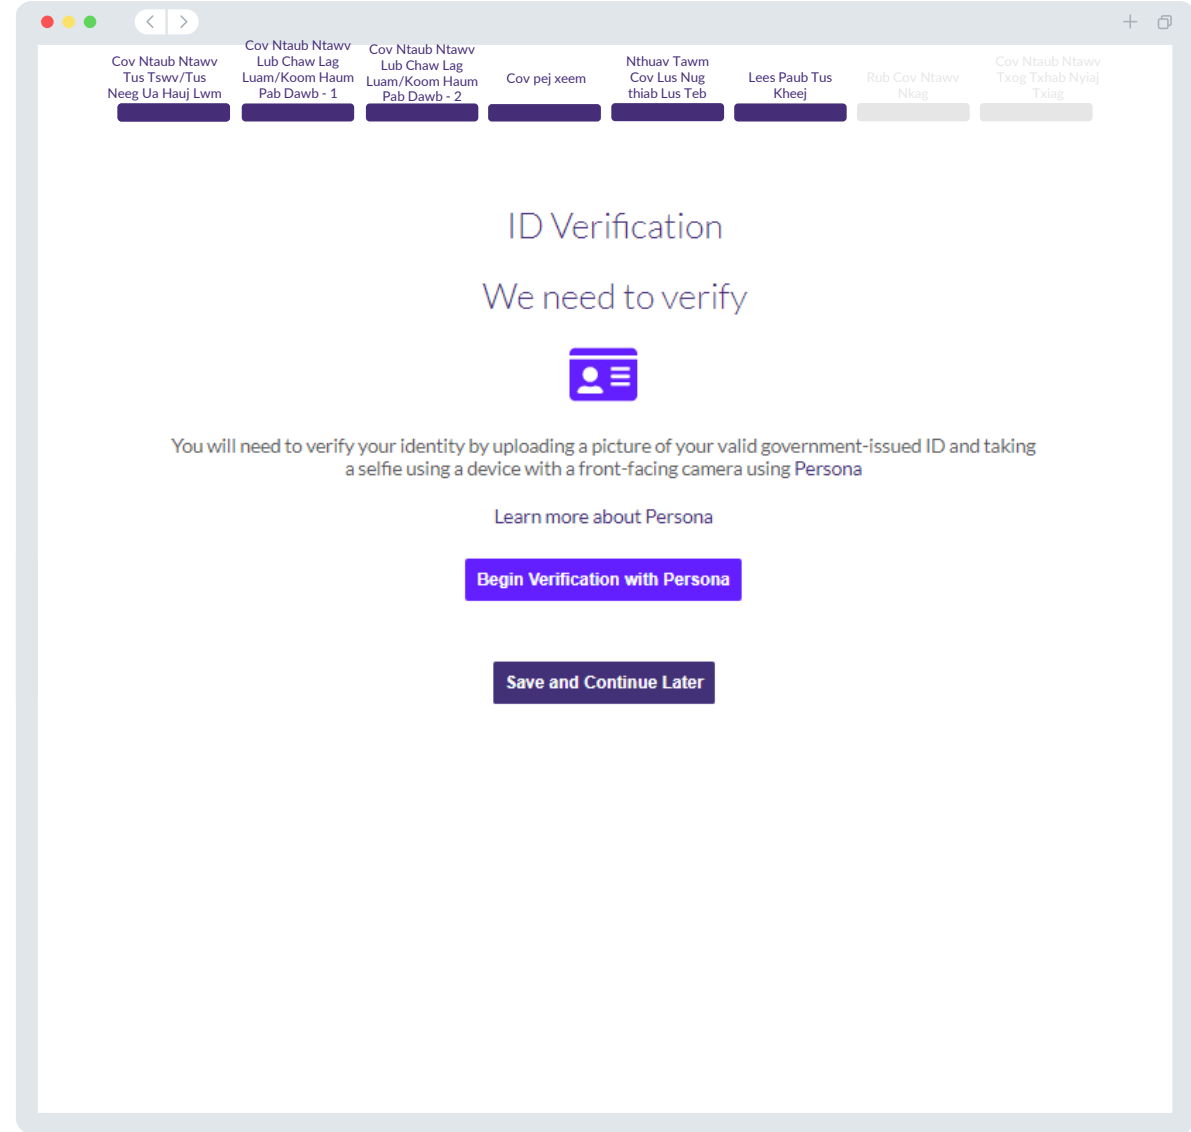 Cov Ntaub Ntawv
Tus Tswv/Tus
Neeg Ua Hauj Lwm
Cov Ntaub Ntawv
Lub Chaw Lag
Luam/Koom Haum
Pab Dawb - 1
Cov Ntaub Ntawv
Lub Chaw Lag
Luam/Koom Haum
Pab Dawb - 2
Cov pej xeem
Nthuav Tawm
Cov Lus Nug
thiab Lus Teb
Lees Paub Tus
Kheej
Rub Cov Ntawv
Nkag
Cov Ntaub Ntawv
Txog Txhab Nyiaj
Txiag
ID Verification
We need to verify
You will need to verify your identity by uploading a picture of your valid government-issued ID and taking
a selfie using a device with a front-facing camera using Persona
Learn more about Persona
Begin Verification with Persona
Save and Continue Later